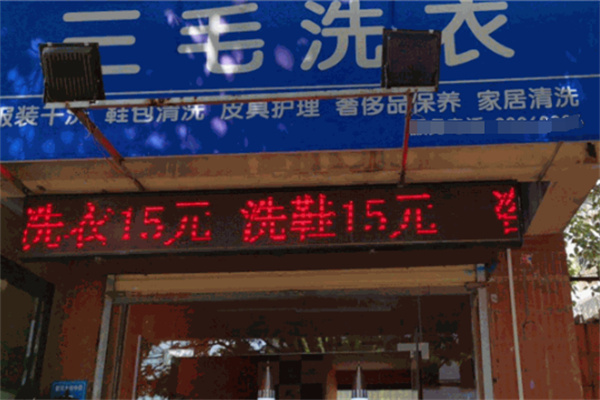 三毛洗衣
服装干洗 鞋包清洗 皮具护理 奢侈品保养 家居清洗
洗衣15元 洗鞋15元